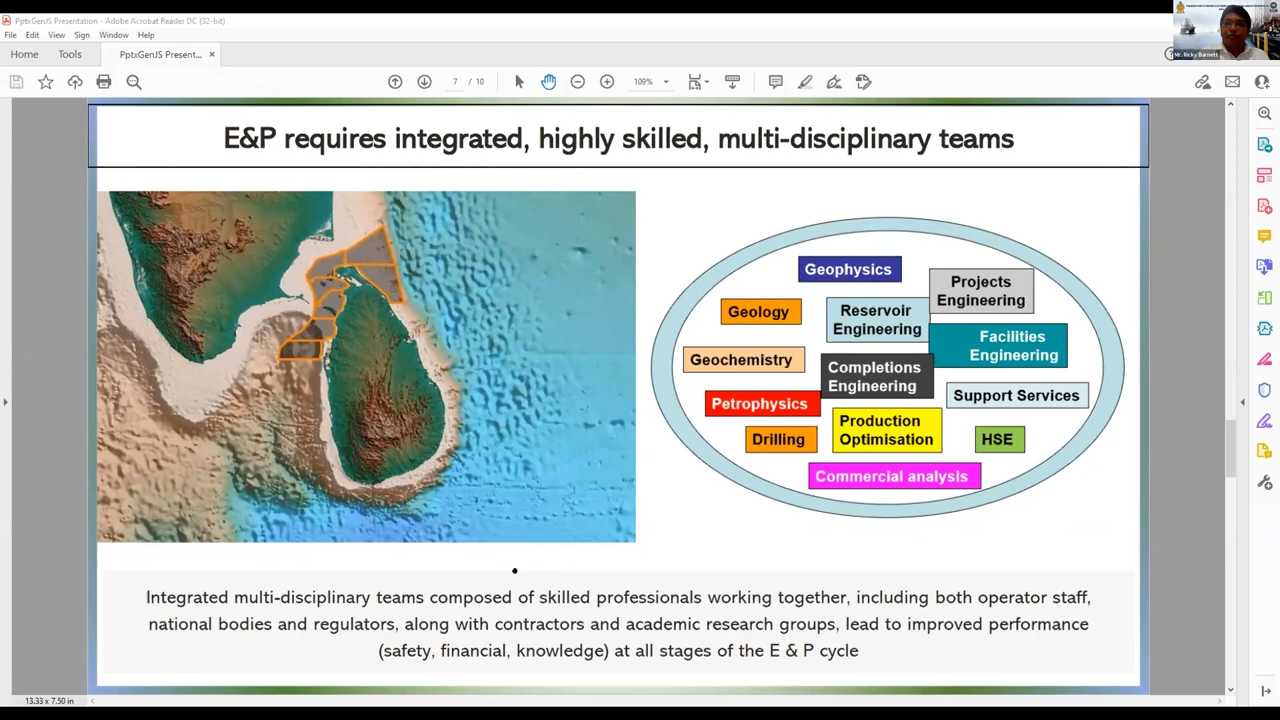 PptxGenJS Presentation - Adobe Acrobat Reader DC (32-bit)
File Edit View Sign Window Help
Home Tools PptxGenJS Present... ×
7 / 10 109%
Mr. Ricky Barnett
E&P requires integrated, highly skilled, multi-disciplinary teams
Geophysics
Projects
Engineering
Geology
Reservoir
Engineering
Facilities
Engineering
Geochemistry
Completions
Engineering
Support Services
Petrophysics
Production
Optimisation
Drilling
HSE
Commercial analysis
Integrated multi-disciplinary teams composed of skilled professionals working together, including both operator staff,
national bodies and regulators, along with contractors and academic research groups, lead to improved performance
(safety, financial, knowledge) at all stages of the E & P cycle
13.33 x 7.50 in